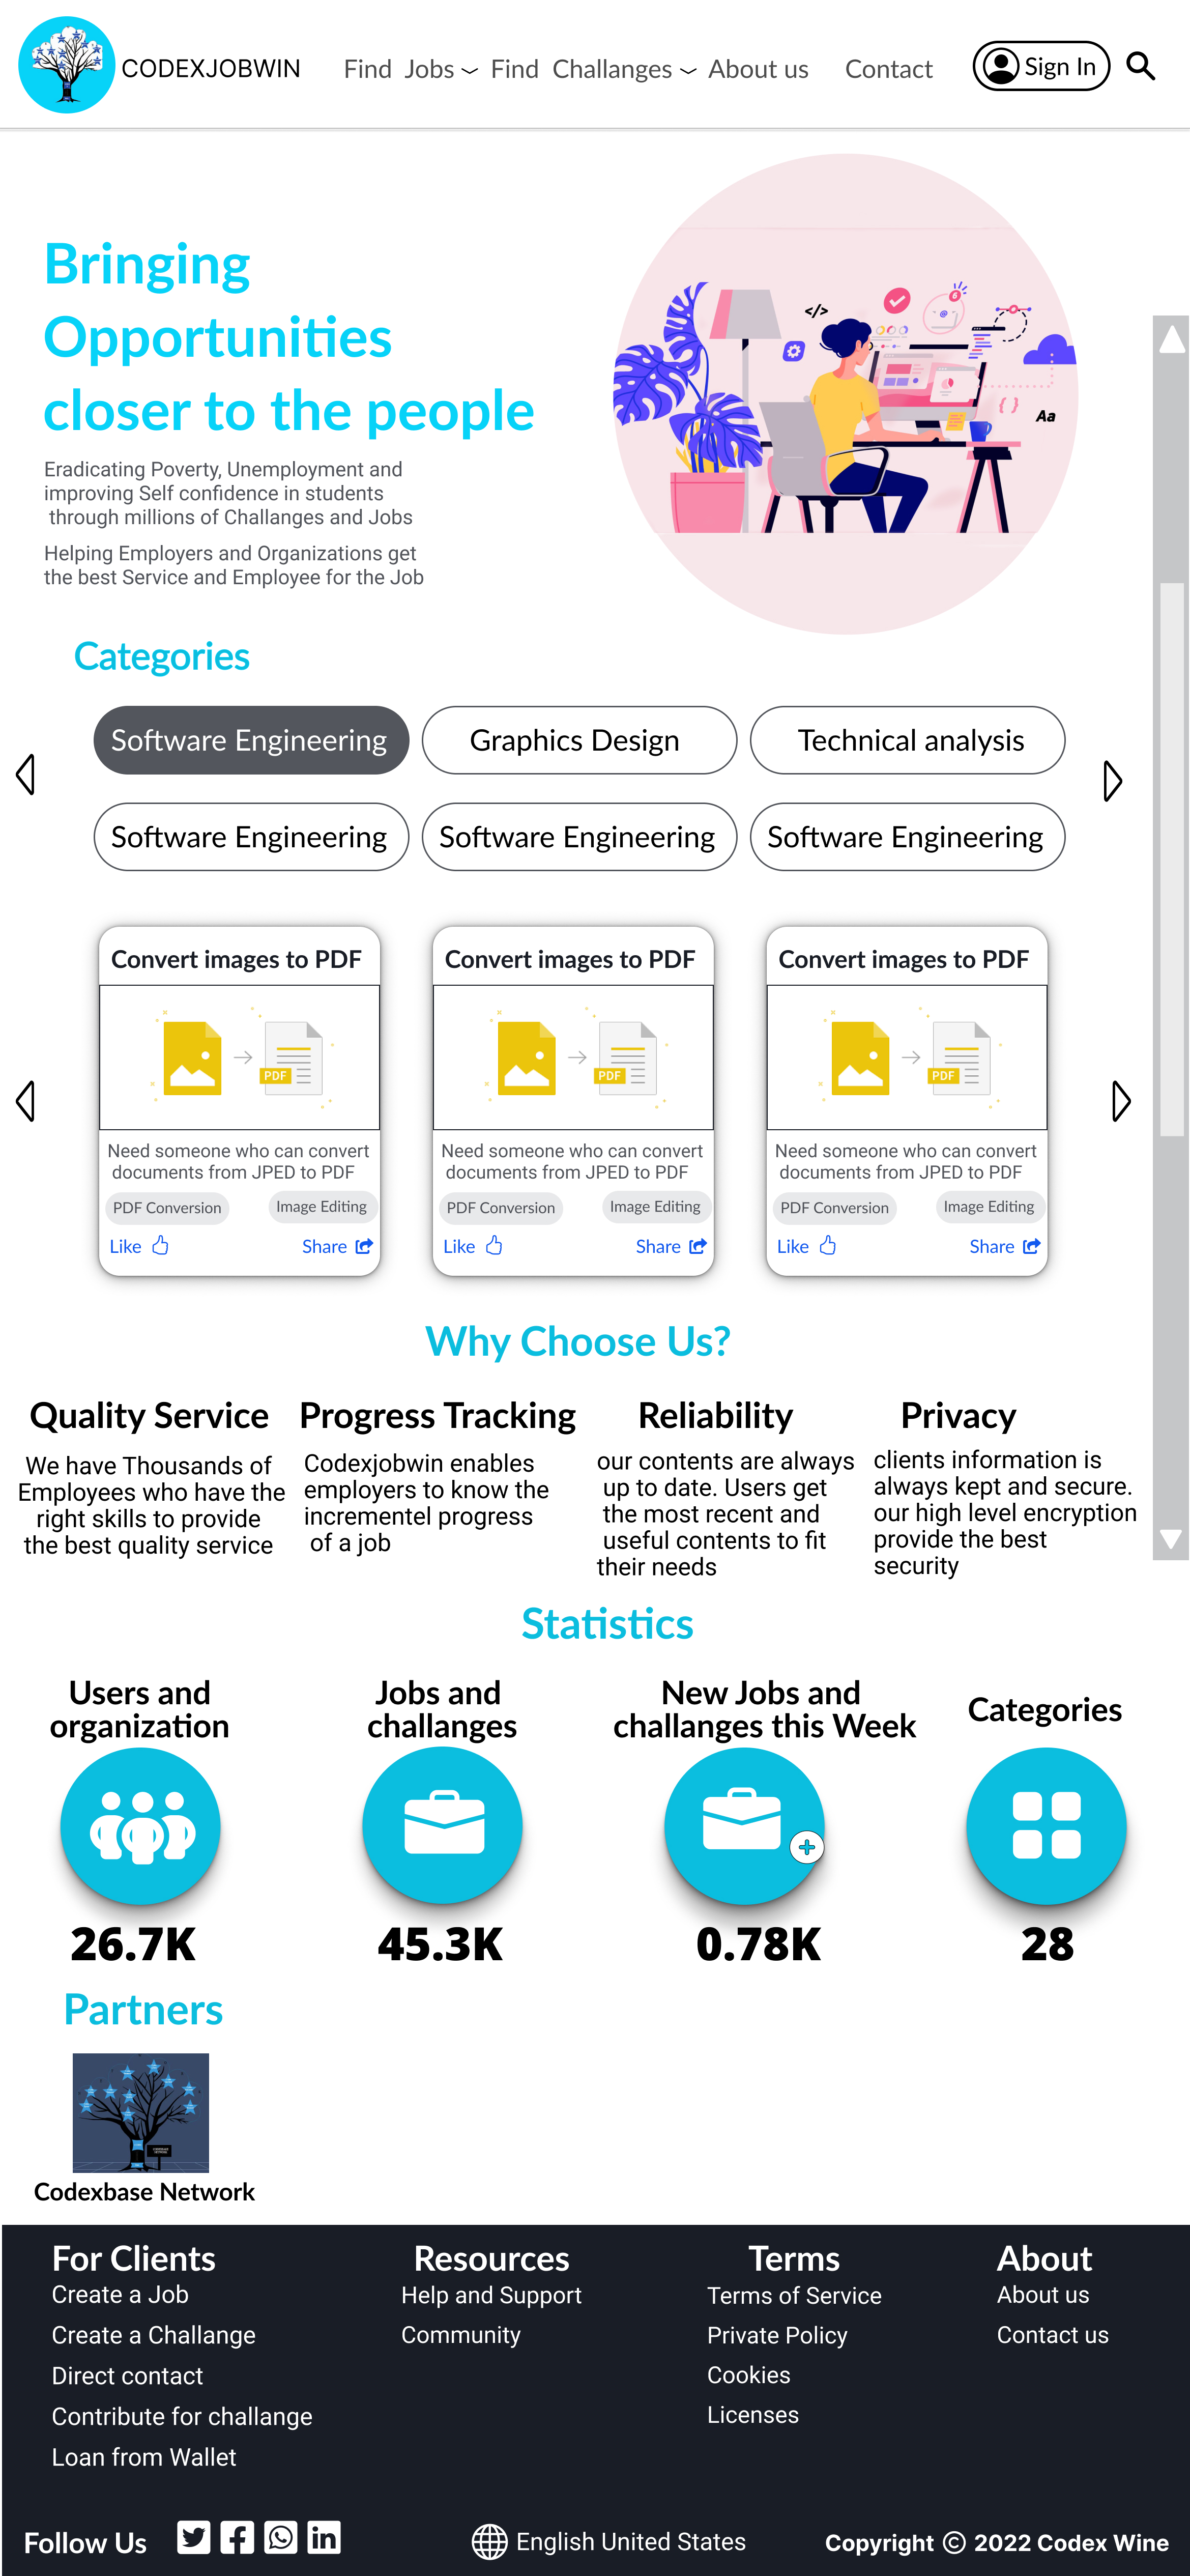 CODEXJOBWIN
Find Jobs
Find Challanges
About us
Contact
Sign In
Bringing
Opportunities
closer to the people
Eradicating Poverty, Unemployment and
improving Self confidence in students
through millions of Challanges and Jobs
Helping Employers and Organizations get
the best Service and Employee for the Job
</>
@
6
{ }
Aa
Categories
Software Engineering
Graphics Design
Technical analysis
Software Engineering
Software Engineering
Software Engineering
Convert images to PDF
PDF
Need someone who can convert
documents from JPED to PDF
PDF Conversion
Image Editing
Like
Share
Convert images to PDF
PDF
Need someone who can convert
documents from JPED to PDF
PDF Conversion
Image Editing
Like
Share
Convert images to PDF
PDF
Need someone who can convert
documents from JPED to PDF
PDF Conversion
Image Editing
Like
Share
Why Choose Us?
Quality Service
We have Thousands of
Employees who have the
right skills to provide
the best quality service
Progress Tracking
Codexjobwin enables
employers to know the
incrementel progress
of a job
Reliability
our contents are always
up to date. Users get
the most recent and
useful contents to fit
their needs
Privacy
clients information is
always kept and secure.
our high level encryption
provide the best
security
Statistics
Users and
organization
26.7K
Jobs and
challanges
45.3K
New Jobs and
challanges this Week
0.78K
Categories
28
Partners
Codexbase Network
For Clients
Create a Job
Create a Challange
Direct contact
Contribute for challange
Loan from Wallet
Resources
Help and Support
Community
Terms
Terms of Service
Private Policy
Cookies
Licenses
About
About us
Contact us
Follow Us
English United States
Copyright © 2022 Codex Wine